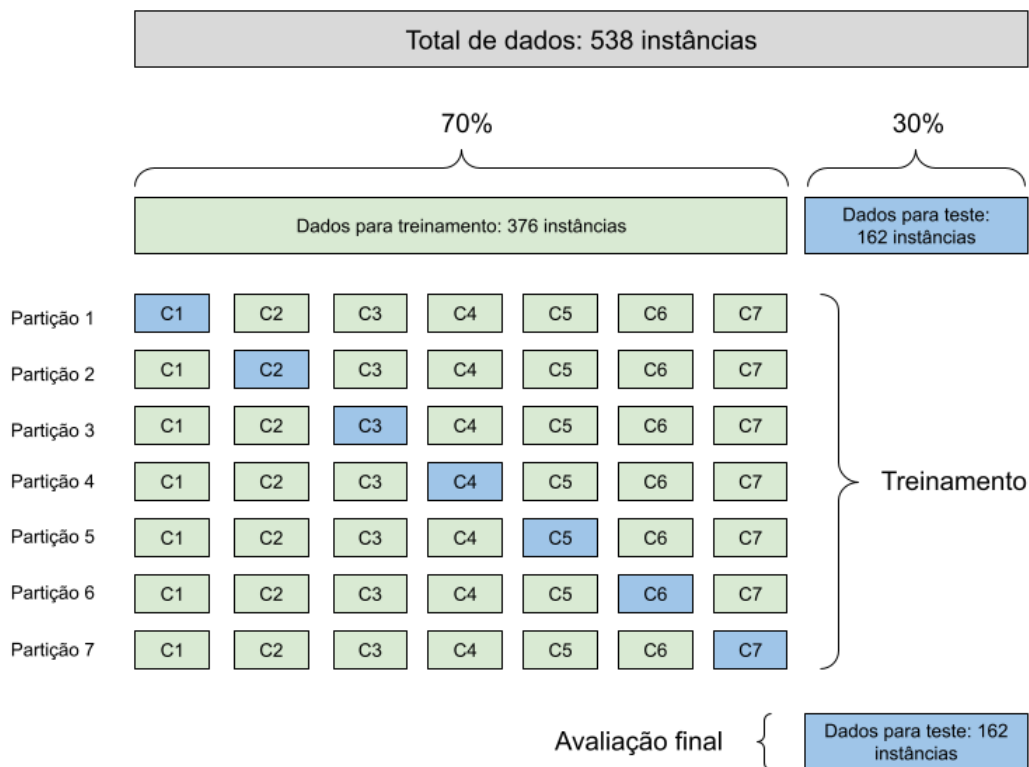 Total de dados: 538 instâncias
70%
30%
Dados para treinamento: 376 instâncias
Dados para teste:
162 instâncias
Partição 1 C1 C2 C3 C4 C5 C6 C7
Partição 2 C1 C2 C3 C4 C5 C6 C7
Partição 3 C1 C2 C3 C4 C5 C6 C7
Partição 4 C1 C2 C3 C4 C5 C6 C7
Treinamento
Partição 5 C1 C2 C3 C4 C5 C6 C7
Partição 6 C1 C2 C3 C4 C5 C6 C7
Partição 7 C1 C2 C3 C4 C5 C6 C7
Avaliação final
Dados para teste: 162
instâncias